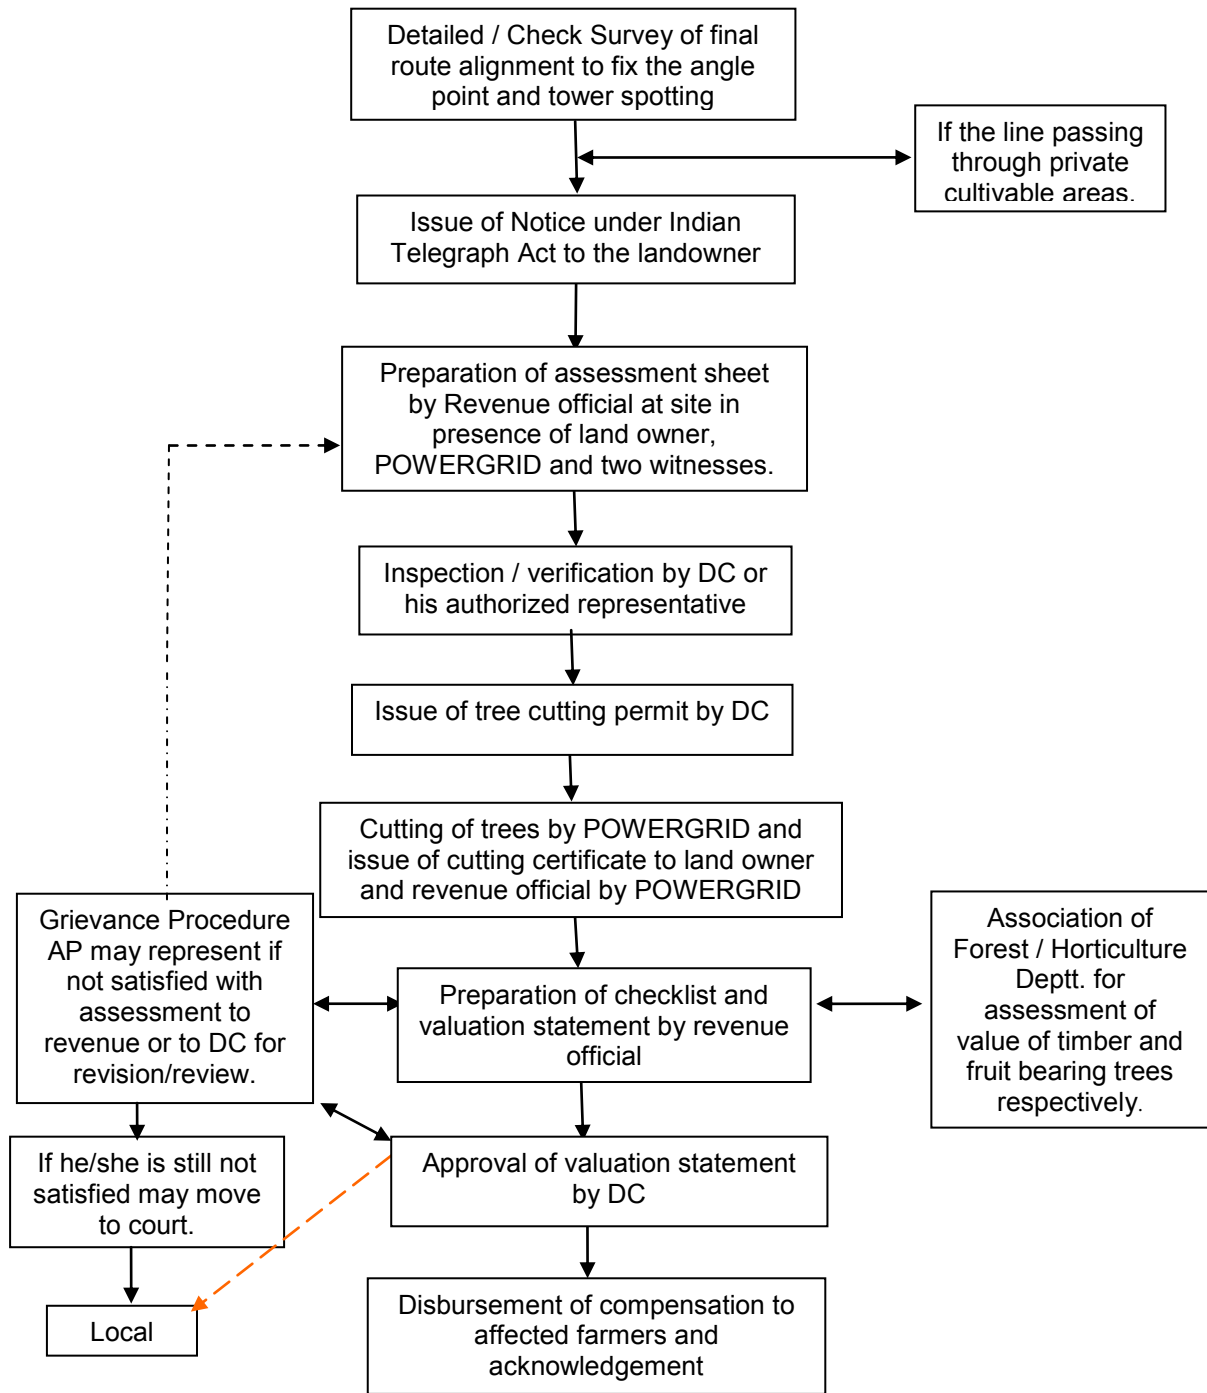 Detailed / Check Survey of final
route alignment to fix the angle
point and tower spotting
If the line passing
through private
cultivable areas.
Issue of Notice under Indian
Telegraph Act to the landowner
Preparation of assessment sheet
by Revenue official at site in
presence of land owner,
POWERGRID and two witnesses.
Inspection / verification by DC or
his authorized representative
Issue of tree cutting permit by DC
Cutting of trees by POWERGRID and
issue of cutting certificate to land owner
and revenue official by POWERGRID
Grievance Procedure
AP may represent if
not satisfied with
assessment to
revenue or to DC for
revision/review.
Preparation of checklist and
valuation statement by revenue
official
Association of
Forest / Horticulture
Deptt. for
assessment of
value of timber and
fruit bearing trees
respectively.
If he/she is still not
satisfied may move
to court.
Approval of valuation statement
by DC
Local
Disbursement of compensation to
affected farmers and
acknowledgement